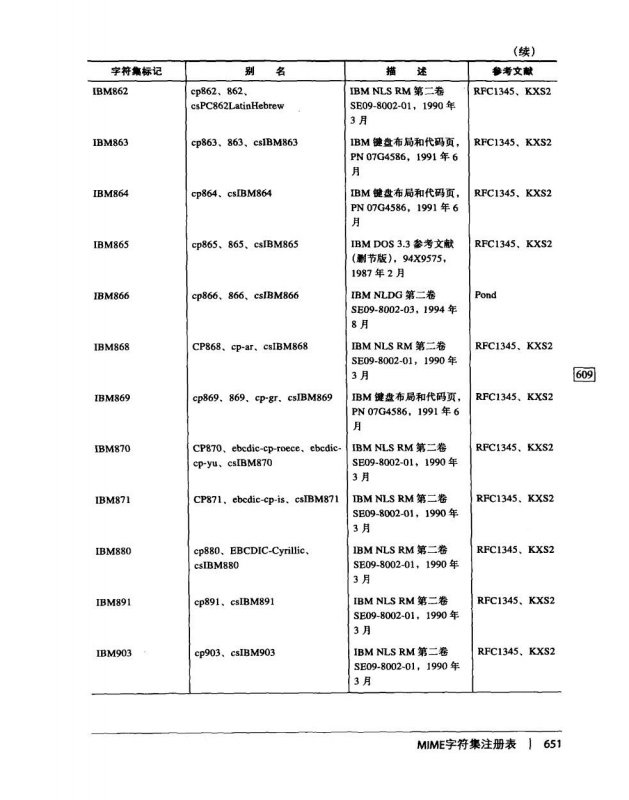 （续）
字符集标记 别 名 描 述 参考文献
IBM862 cp862、862、 IBM NLS RM 第二卷 RFC1345、KXS2
csPC862LatinHebrew SE09-8002-01，1990 年
3 月
IBM863 cp863、863、csIBM863 IBM 键盘布局和代码页， RFC1345、KXS2
PN 07G4586，1991 年 6
月
IBM864 cp864、csIBM864 IBM 键盘布局和代码页， RFC1345、KXS2
PN 07G4586，1991 年 6
月
IBM865 cp865、865、csIBM865 IBM DOS 3.3 参考文献 RFC1345、KXS2
（删节版），94X9575，
1987 年 2 月
IBM866 cp866、866、csIBM866 IBM NLDG 第二卷 Pond
SE09-8002-03，1994 年
8 月
IBM868 CP868、cp-ar、csIBM868 IBM NLS RM 第二卷 RFC1345、KXS2
SE09-8002-01，1990 年
3 月
609
IBM869 cp869、869、cp-gr、csIBM869 IBM 键盘布局和代码页， RFC1345、KXS2
PN 07G4586，1991 年 6
月
IBM870 CP870、ebcdic-cp-roece、ebcdic- IBM NLS RM 第二卷 RFC1345、KXS2
cp-yu、csIBM870 SE09-8002-01，1990 年
3 月
IBM871 CP871、ebcdic-cp-is、csIBM871 IBM NLS RM 第二卷 RFC1345、KXS2
SE09-8002-01，1990 年
3 月
IBM880 cp880、EBCDIC-Cyrillic、 IBM NLS RM 第二卷 RFC1345、KXS2
csIBM880 SE09-8002-01，1990 年
3 月
IBM891 cp891、csIBM891 IBM NLS RM 第二卷 RFC1345、KXS2
SE09-8002-01，1990 年
3 月
IBM903 cp903、csIBM903 IBM NLS RM 第二卷 RFC1345、KXS2
SE09-8002-01，1990 年
3 月
MIME字符集注册表 | 651